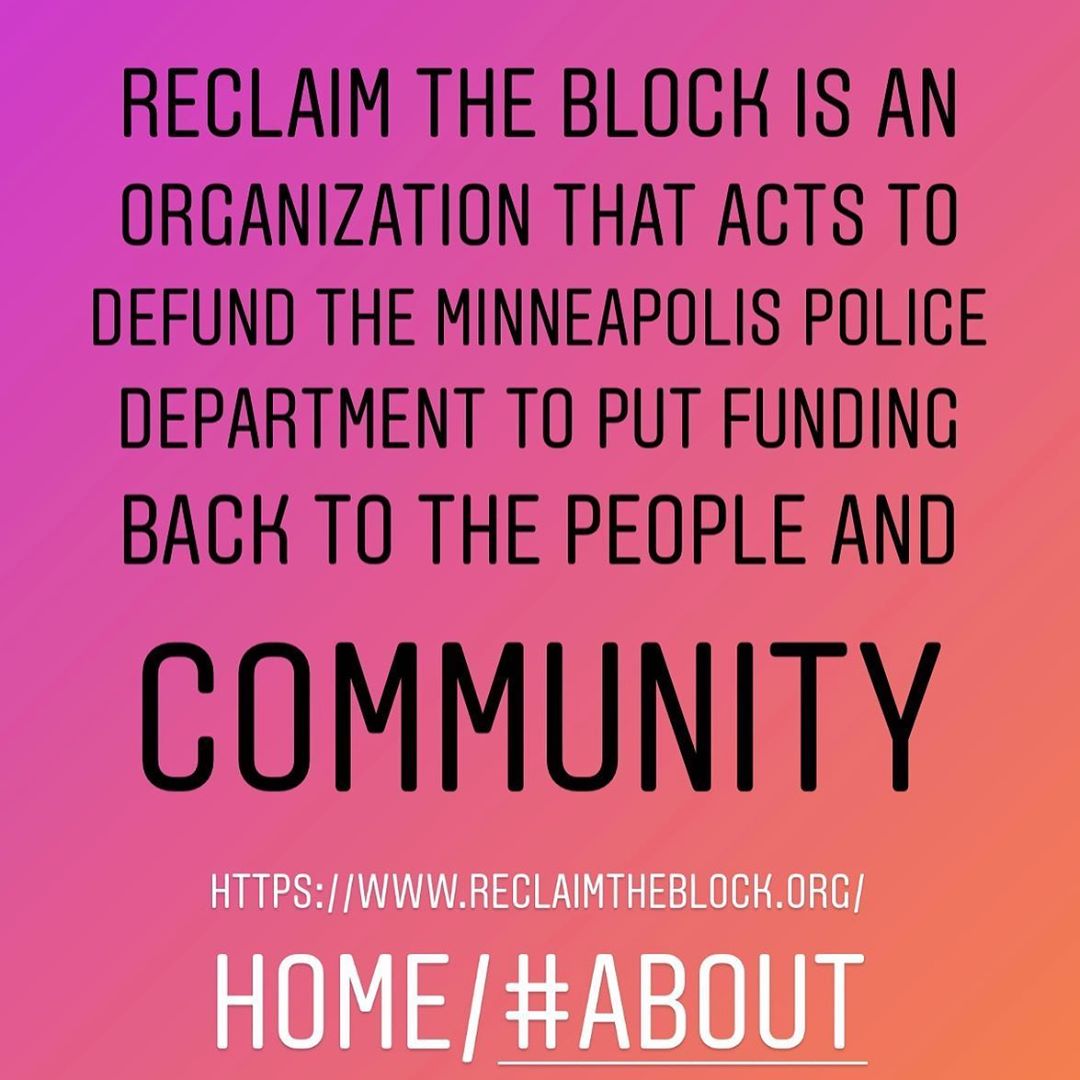 RECLAIM THE BLOCK IS AN
ORGANIZATION THAT ACTS TO
DEFUND THE MINNEAPOLIS POLICE
DEPARTMENT TO PUT FUNDING
BACK TO THE PEOPLE AND
COMMUNITY
HTTPS://WWW.RECLAIMTHEBLOCK.ORG/
HOME/#ABOUT